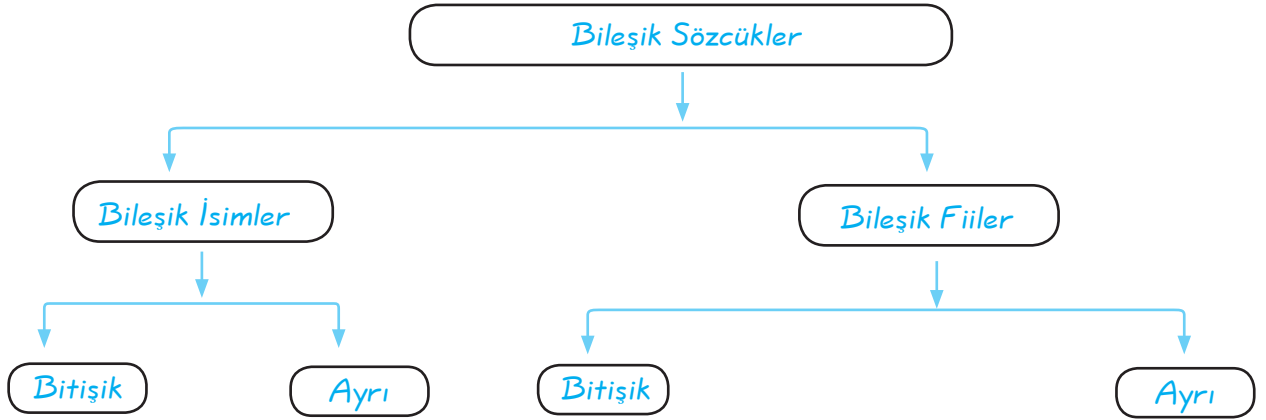 Bileşik Sözcükler
Bileşik İsimler
Bileşik Fiiler
Bitişik
Ayrı
Bitişik
Ayrı